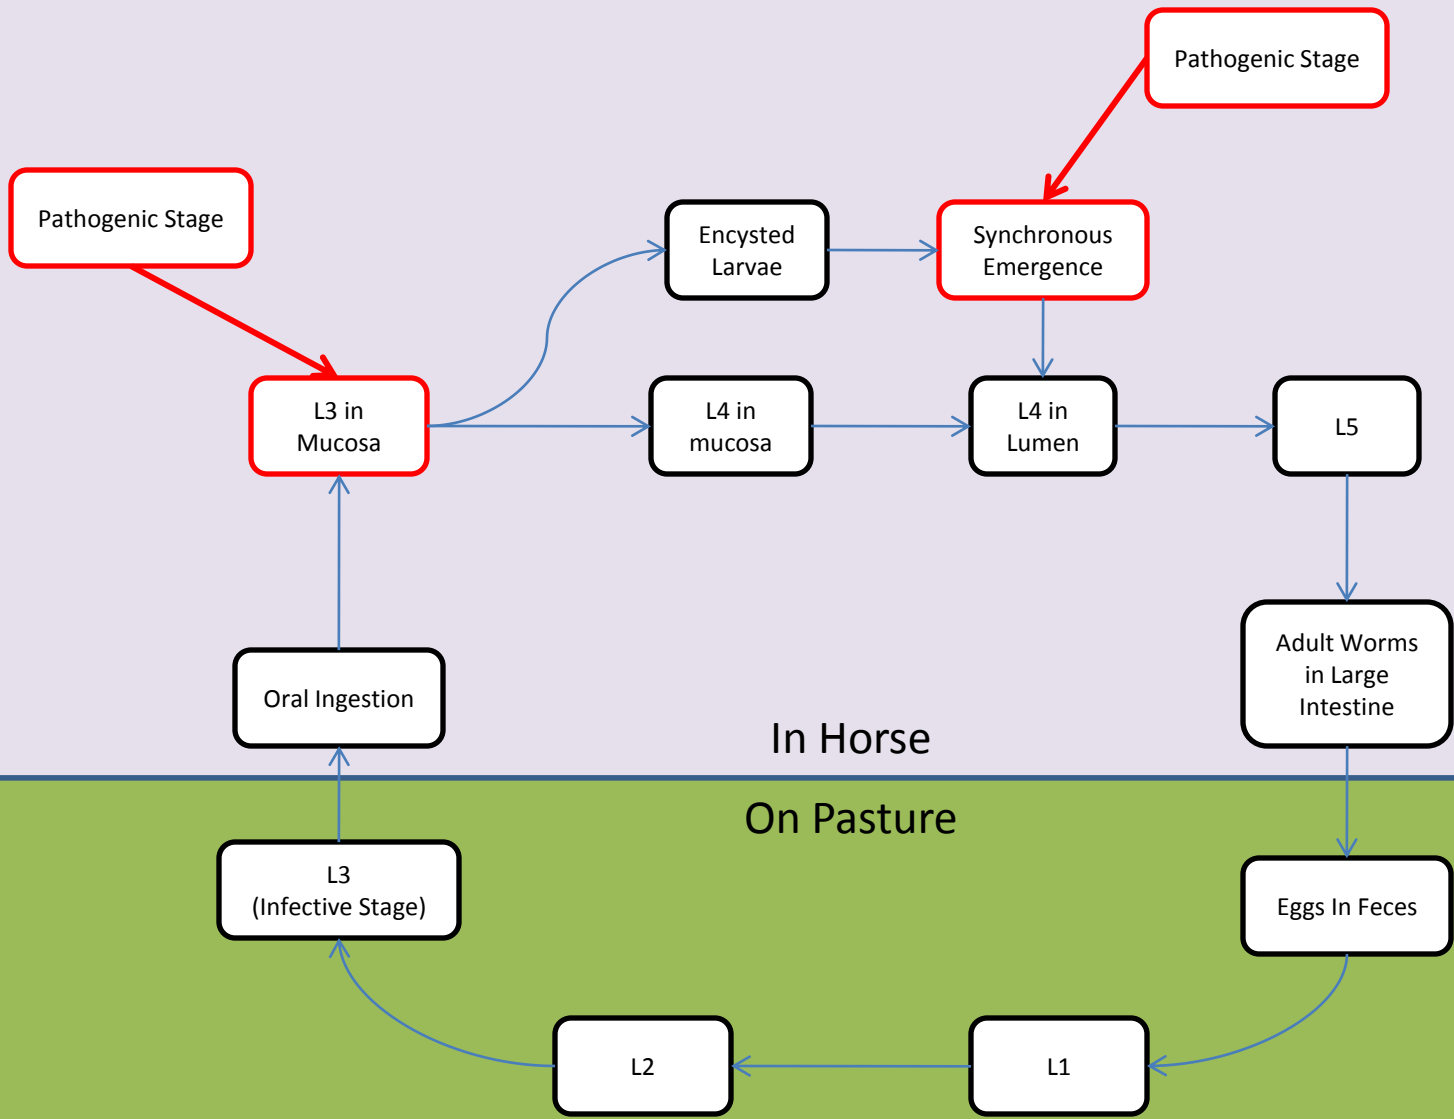 Pathogenic Stage
Pathogenic Stage
Encysted
Larvae
Synchronous
Emergence
L3 in
Mucosa
L4 in
mucosa
L4 in
Lumen
L5
Oral Ingestion
Adult Worms
in Large
Intestine
In Horse
On Pasture
L3
(Infective Stage)
Eggs In Feces
L2
L1